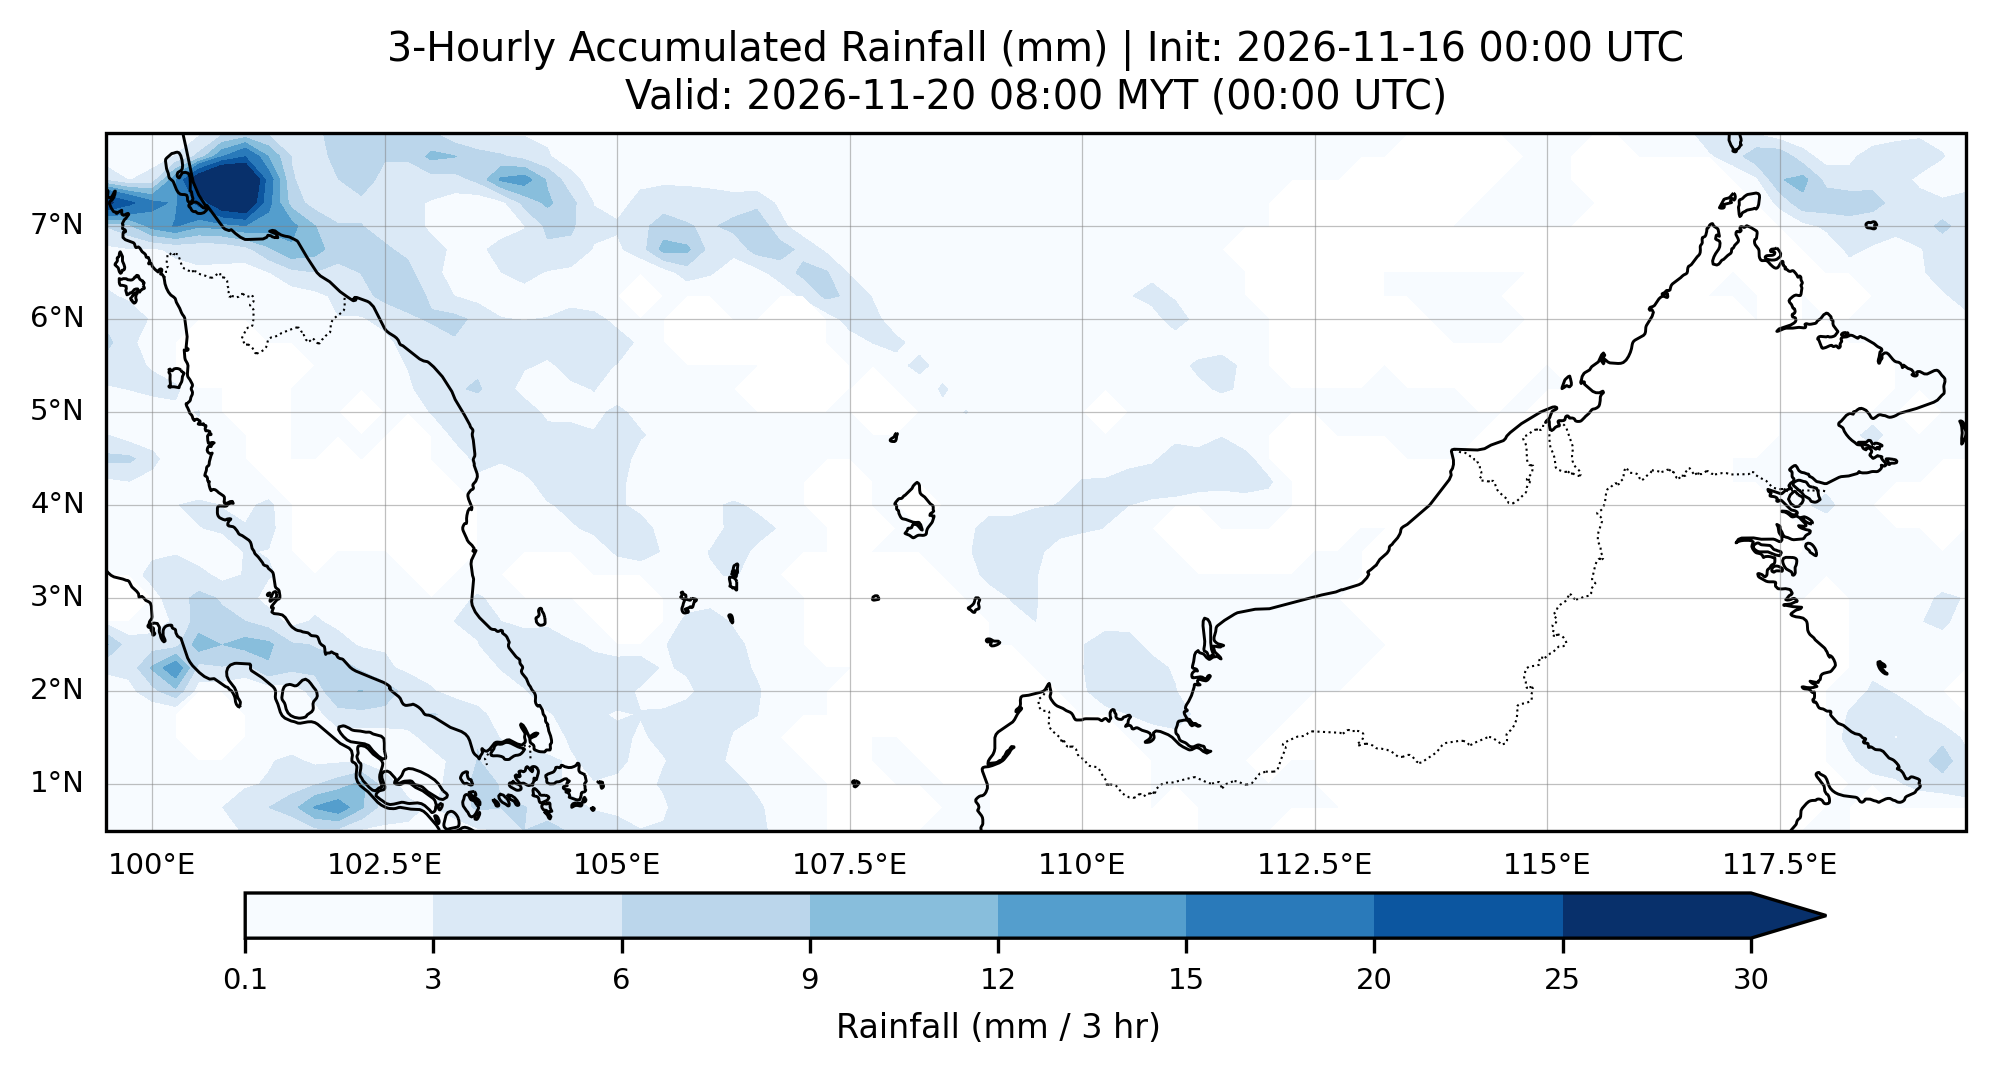 3-Hourly Accumulated Rainfall (mm) | Init: 2026-11-16 00:00 UTC
Valid: 2026-11-20 08:00 MYT (00:00 UTC)
7°N
6°N
5°N
4°N
3°N
2°N
1°N
100°E 102.5°E 105°E 107.5°E 110°E 112.5°E 115°E 117.5°E
0.1 3 6 9 12 15 20 25 30
Rainfall (mm / 3 hr)